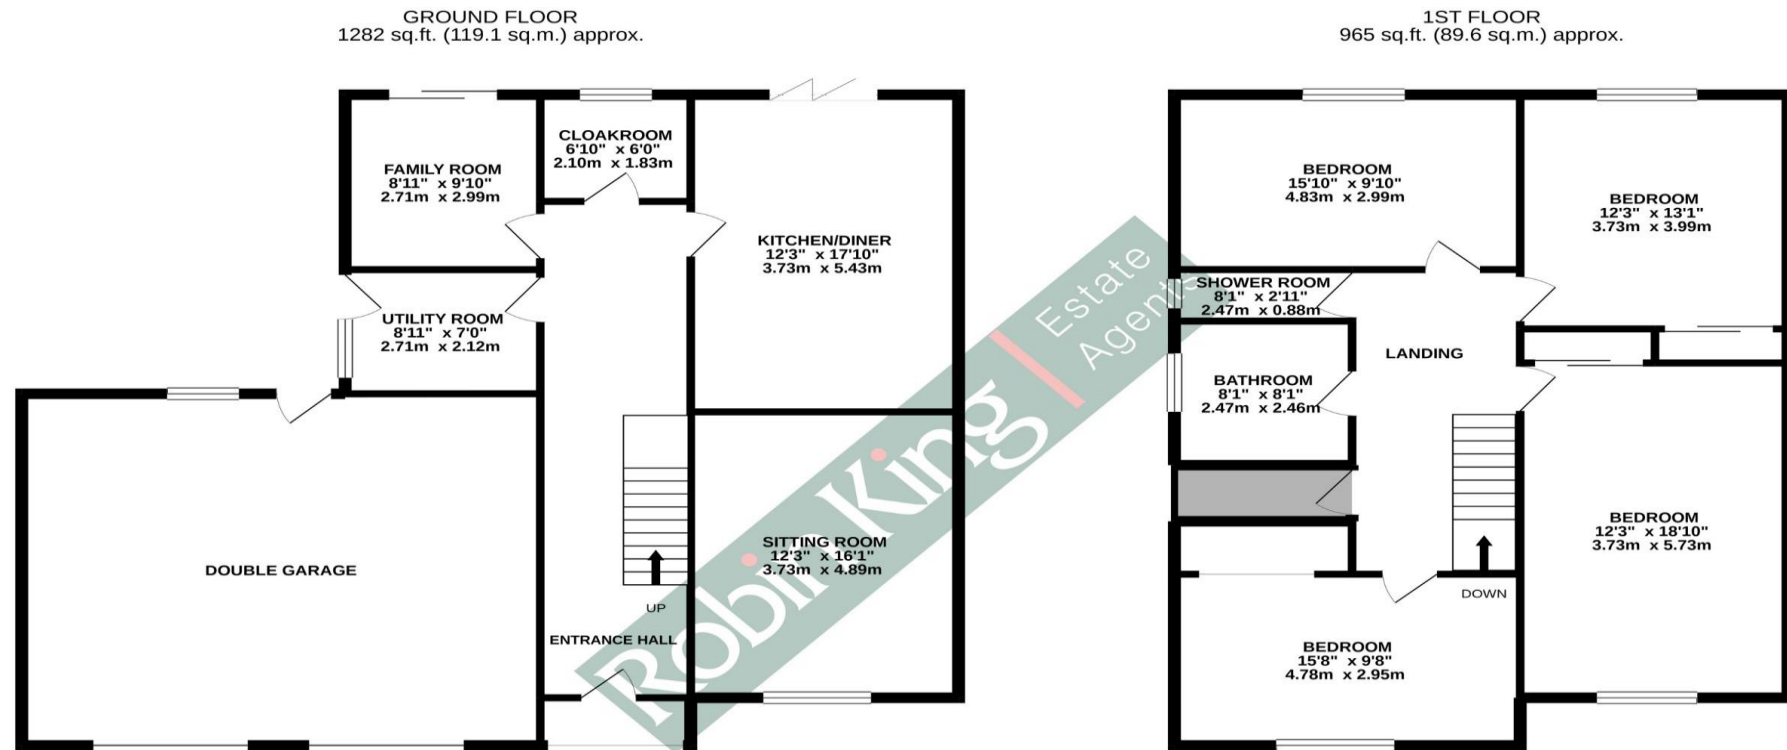 GROUND FLOOR
1282 sq.ft. (119.1 sq.m.) approx.
1ST FLOOR
965 sq.ft. (89.6 sq.m.) approx.
FAMILY ROOM
8'11" x 9'10"
2.71m x 2.99m
CLOAKROOM
6'10" x 6'0"
2.10m x 1.83m
KITCHEN/DINER
12'3" x 17'10"
3.73m x 5.43m
UTILITY ROOM
8'11" x 7'0"
2.71m x 2.12m
DOUBLE GARAGE
SITTING ROOM
12'3" x 16'1"
3.73m x 4.89m
UP
ENTRANCE HALL
Robin King
Estate
Agents
BEDROOM
15'10" x 9'10"
4.83m x 2.99m
BEDROOM
12'3" x 13'1"
3.73m x 3.99m
SHOWER ROOM
8'1" x 2'11"
2.47m x 0.88m
LANDING
BATHROOM
8'1" x 8'1"
2.47m x 2.46m
BEDROOM
12'3" x 18'10"
3.73m x 5.73m
DOWN
BEDROOM
15'8" x 9'8"
4.78m x 2.95m